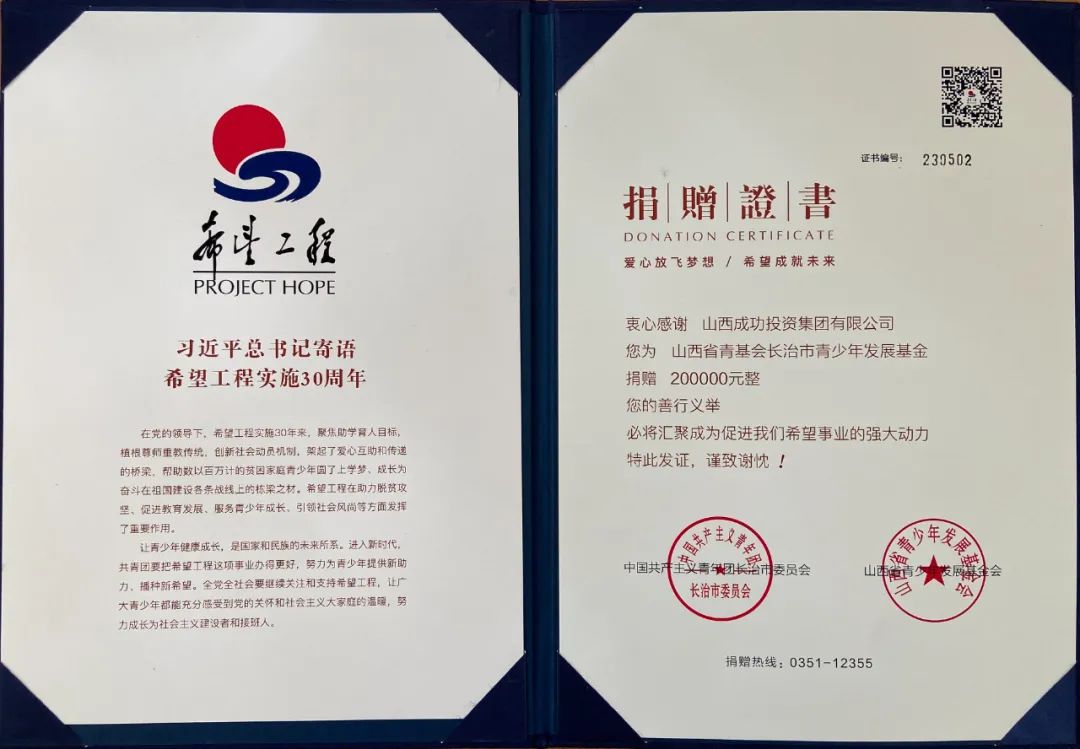 希望工程
PROJECT HOPE
习近平总书记寄语
希望工程实施30周年
在党的领导下，希望工程实施30年来，聚焦助学育人目标，
植根尊师重教传统，创新社会动员机制，架起了爱心互助和传递
的桥梁，帮助数以百万计的贫困家庭青少年圆了上学梦、成长为
奋斗在祖国建设各条战线上的栋梁之材。希望工程在助力脱贫攻
坚、促进教育发展、服务青少年成长、引领社会风尚等方面发挥
了重要作用。
让青少年健康成长，是国家和民族的未来所系。进入新时代，
共青团要把希望工程这项事业办得更好，努力为青少年提供新助
力、播种新希望。全党全社会要继续关注和支持希望工程，让广
大青少年都能充分感受到党的关怀和社会主义大家庭的温暖，努
力成长为社会主义建设者和接班人。
证书编号： 230502
捐贈證書
DONATION CERTIFICATE
爱心放飞梦想 / 希望成就未来
衷心感谢 山西成功投资集团有限公司
您为 山西省青基会长治市青少年发展基金
捐赠 200000元整
您的善行义举
必将汇聚成为促进我们希望事业的强大动力
特此发证，谨致谢忱！
中国共产主义青年团长治市委员会
中国共产主义青年团
长治市委员会
山西省青少年发展基金会
山西省青少年发展基金会
捐赠热线：0351-12355